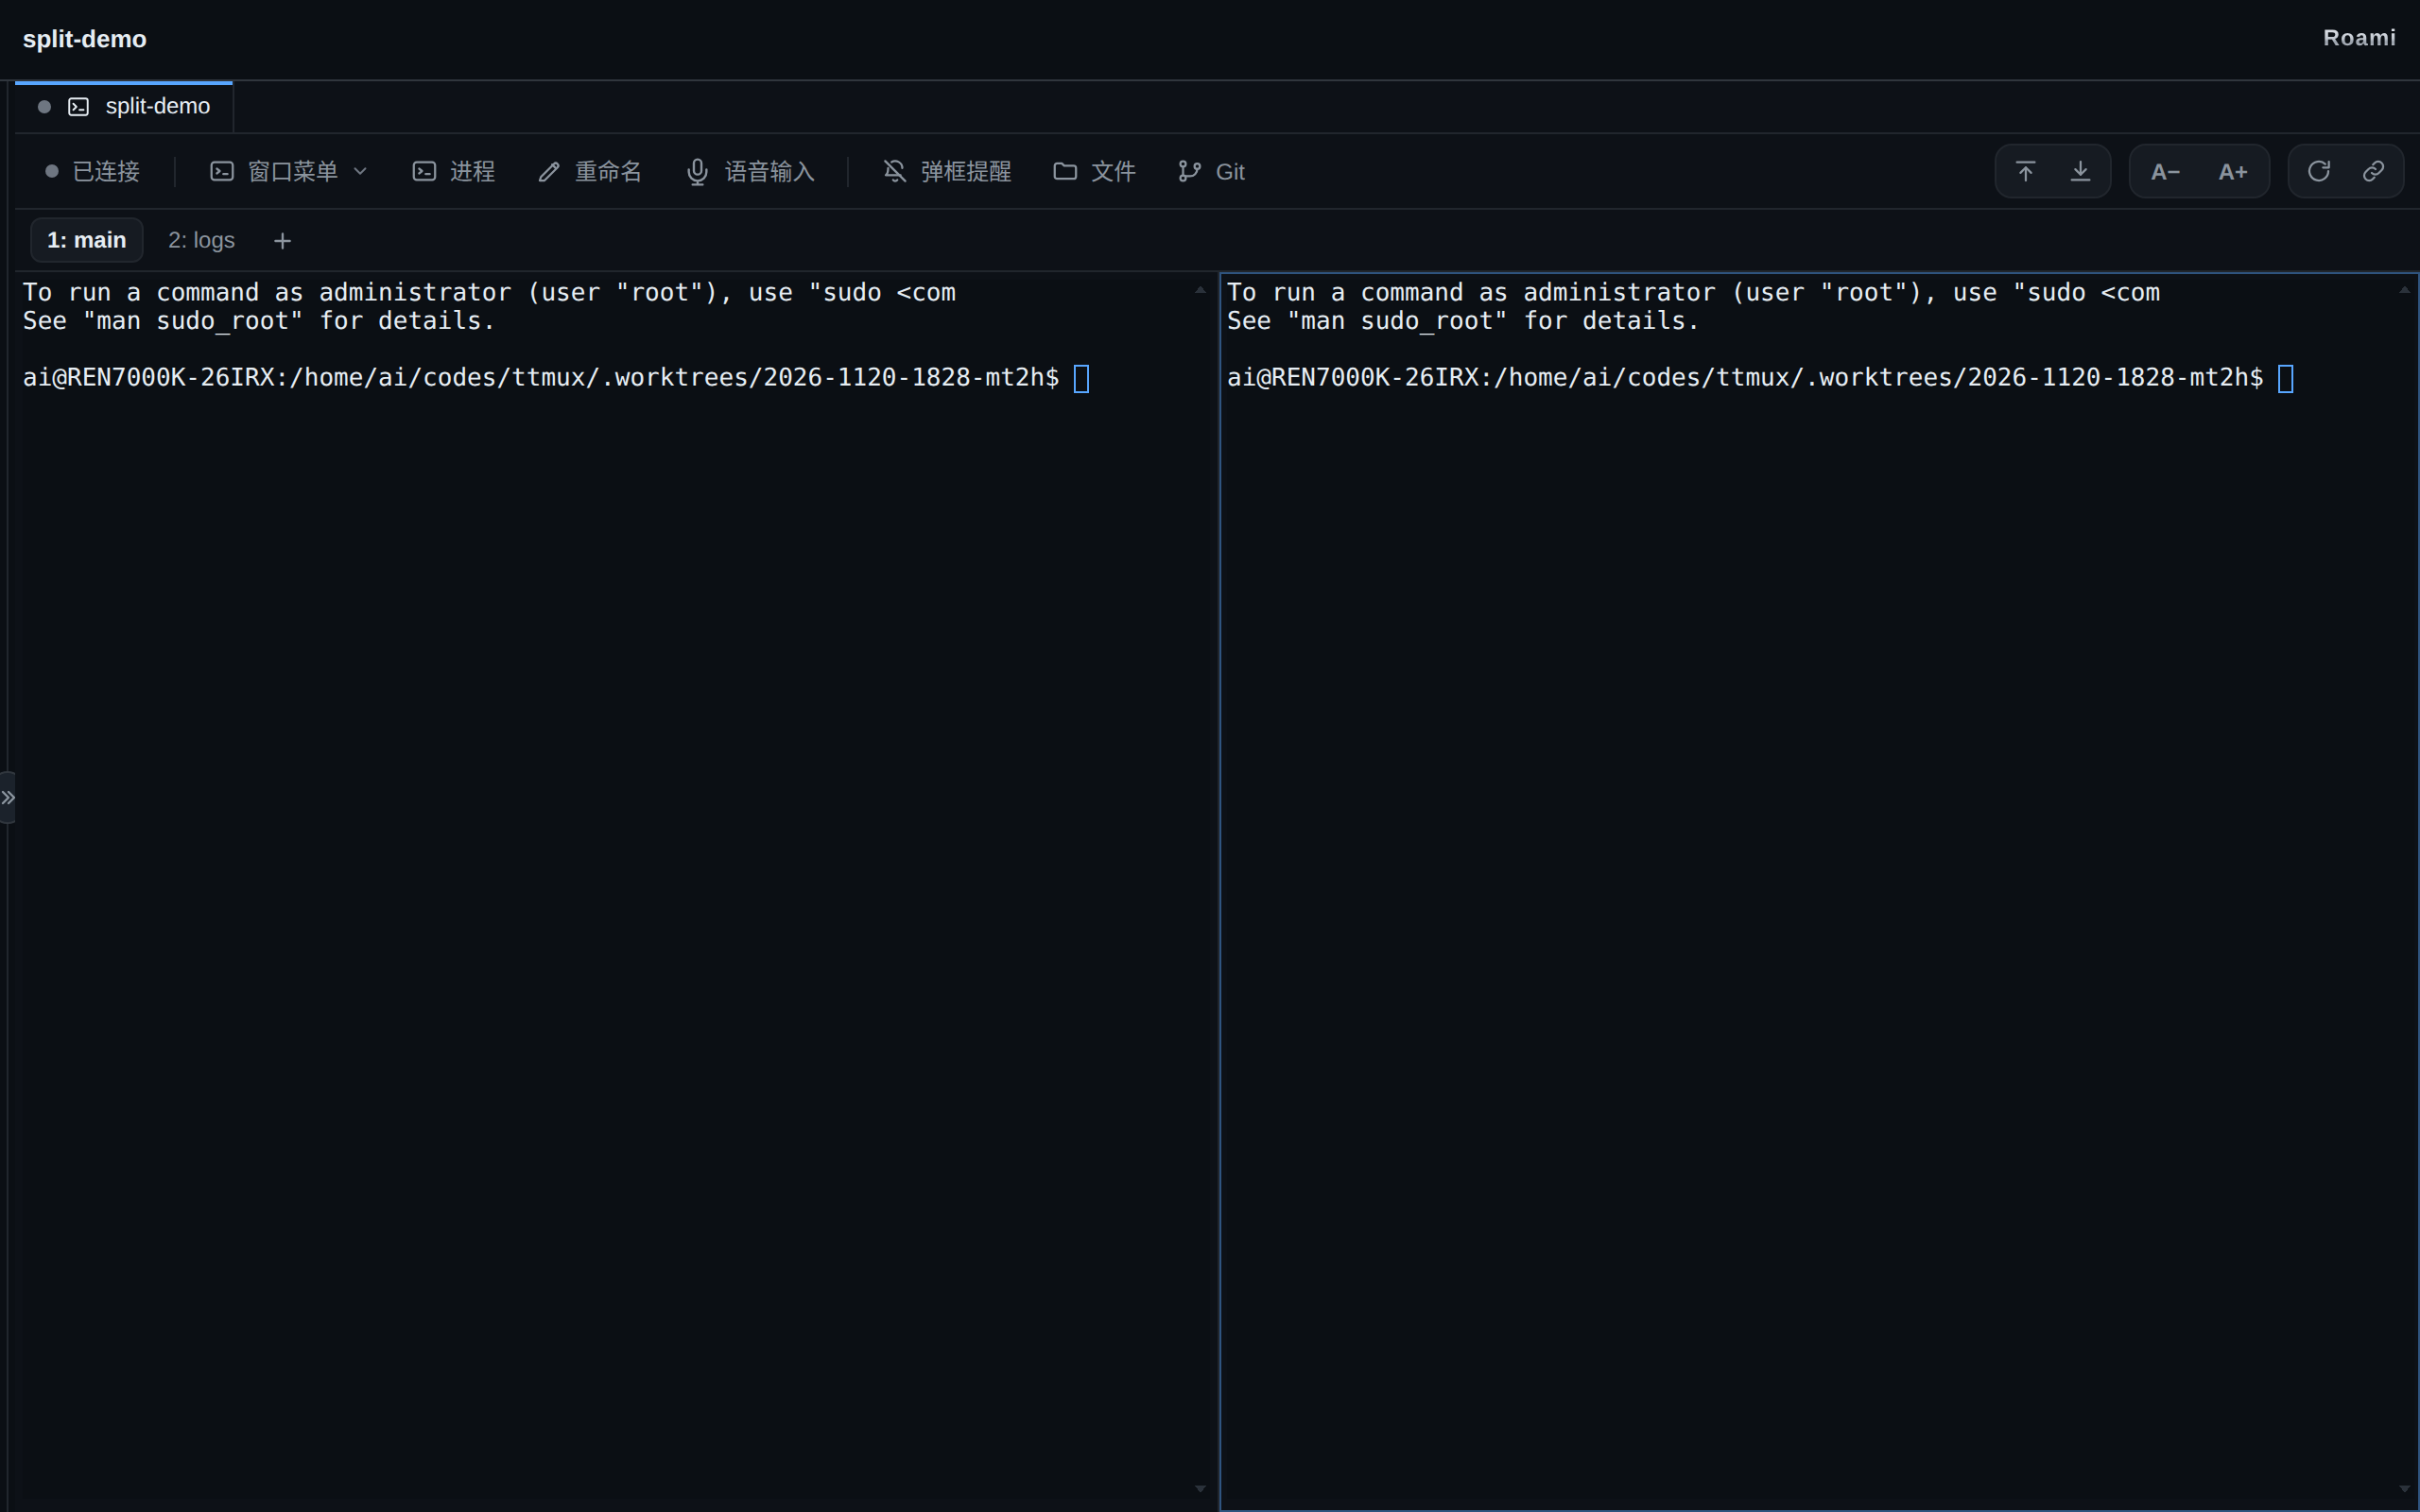 split-demo
Roami
split-demo
已连接 窗口菜单 进程 重命名 语音输入 弹框提醒 文件 Git
A− A+
1: main 2: logs +
To run a command as administrator (user "root"), use "sudo <com
See "man sudo_root" for details.
ai@REN7000K-26IRX:/home/ai/codes/ttmux/.worktrees/2026-1120-1828-mt2h$
To run a command as administrator (user "root"), use "sudo <com
See "man sudo_root" for details.
ai@REN7000K-26IRX:/home/ai/codes/ttmux/.worktrees/2026-1120-1828-mt2h$